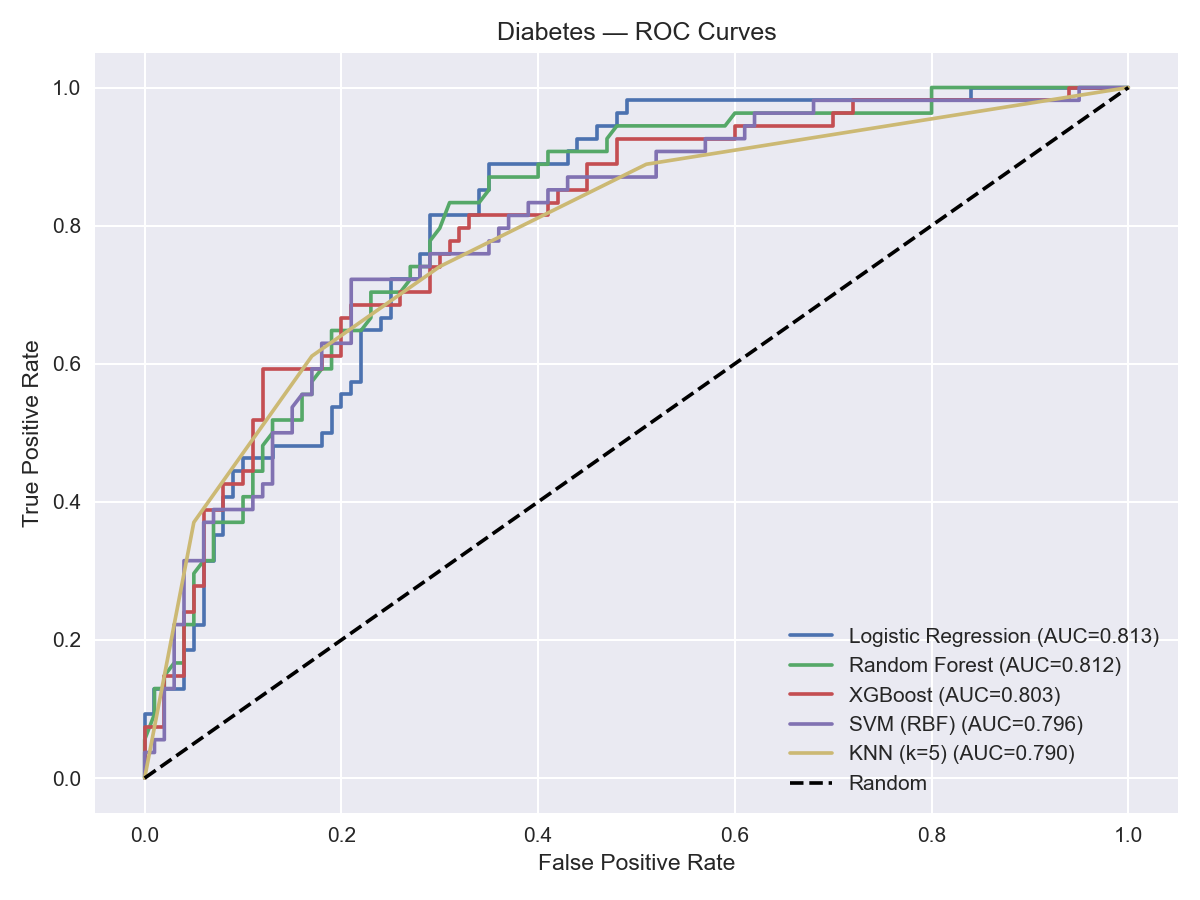 Diabetes — ROC Curves
True Positive Rate
1.0
0.8
0.6
0.4
0.2
0.0
Logistic Regression (AUC=0.813)
Random Forest (AUC=0.812)
XGBoost (AUC=0.803)
SVM (RBF) (AUC=0.796)
KNN (k=5) (AUC=0.790)
Random
0.0 0.2 0.4 0.6 0.8 1.0
False Positive Rate